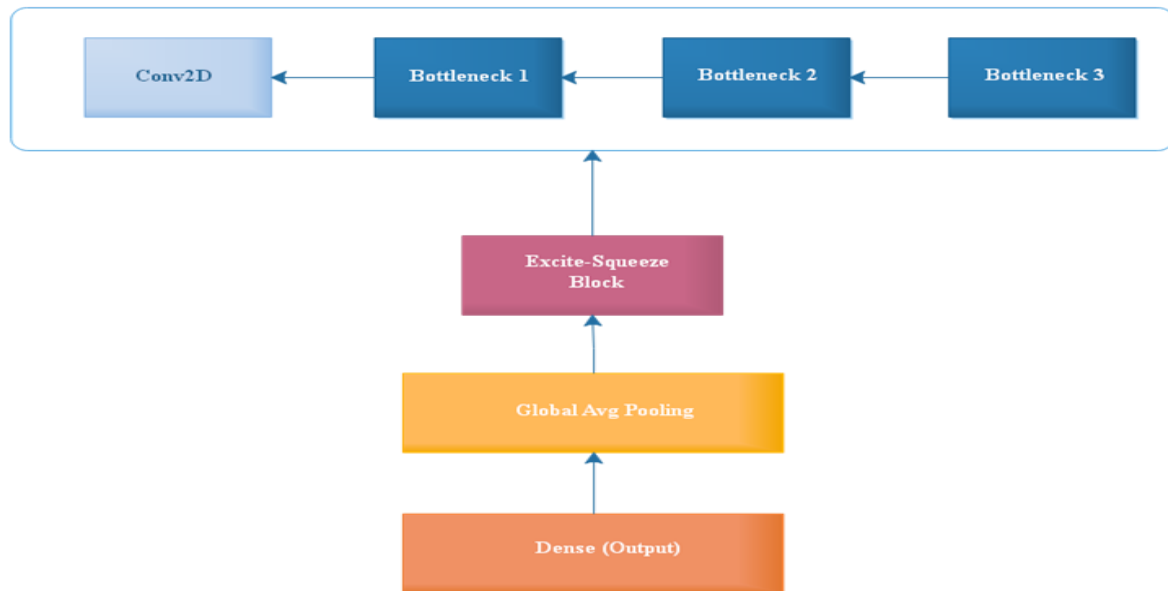 Conv2D
Bottleneck 1
Bottleneck 2
Bottleneck 3
Excite-Squeeze
Block
Global Avg Pooling
Dense (Output)